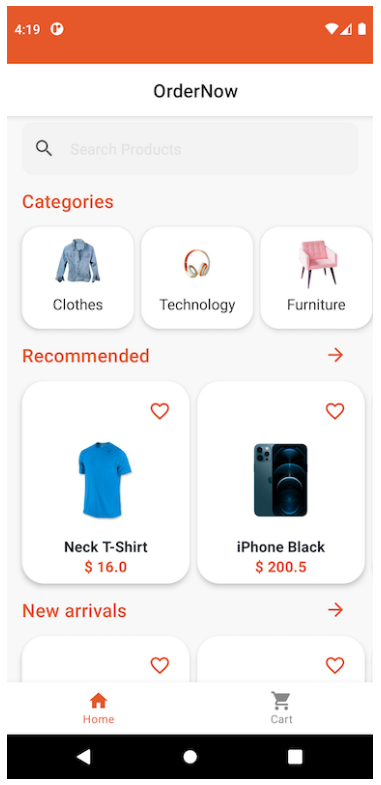 4:19
OrderNow
Search Products
Categories
Clothes Technology Furniture
Recommended
Neck T-Shirt iPhone Black
$ 16.0 $ 200.5
New arrivals
Home Cart